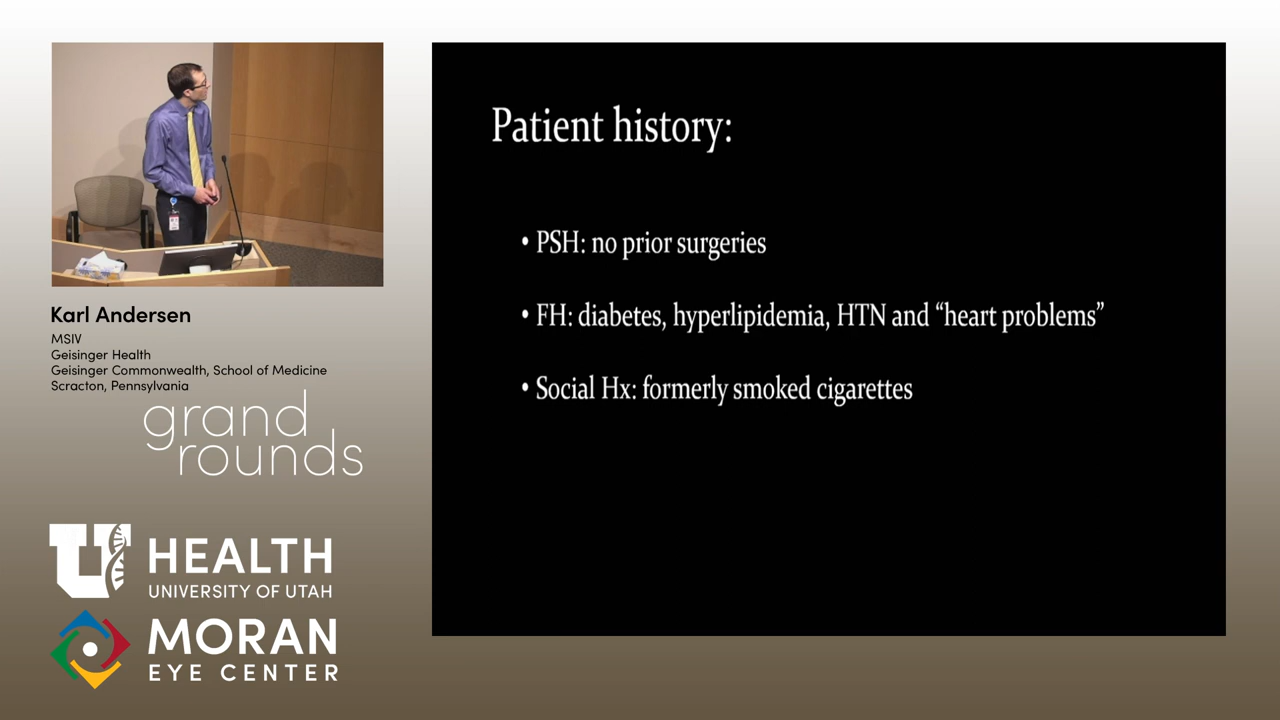 Patient history:
• PSH: no prior surgeries
• FH: diabetes, hyperlipidemia, HTN and “heart problems”
• Social Hx: formerly smoked cigarettes
Karl Andersen
MSIV
Geisinger Health
Geisinger Commonwealth, School of Medicine
Scracton, Pennsylvania
grand
rounds
U HEALTH
UNIVERSITY OF UTAH
MORAN
EYE CENTER